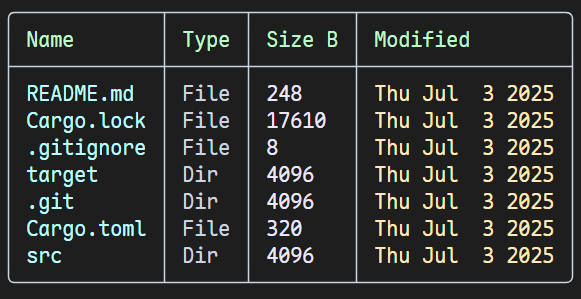 Name Type Size B Modified
README.md File 248 Thu Jul  3 2025
Cargo.lock File 17610 Thu Jul  3 2025
.gitignore File 8 Thu Jul  3 2025
target Dir 4096 Thu Jul  3 2025
.git Dir 4096 Thu Jul  3 2025
Cargo.toml File 320 Thu Jul  3 2025
src Dir 4096 Thu Jul  3 2025